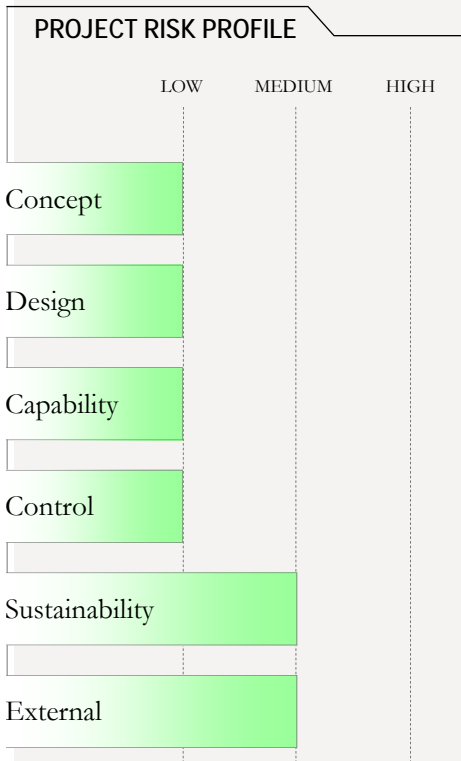 PROJECT RISK PROFILE
LOW MEDIUM HIGH
Concept
Design
Capability
Control
Sustainability
External